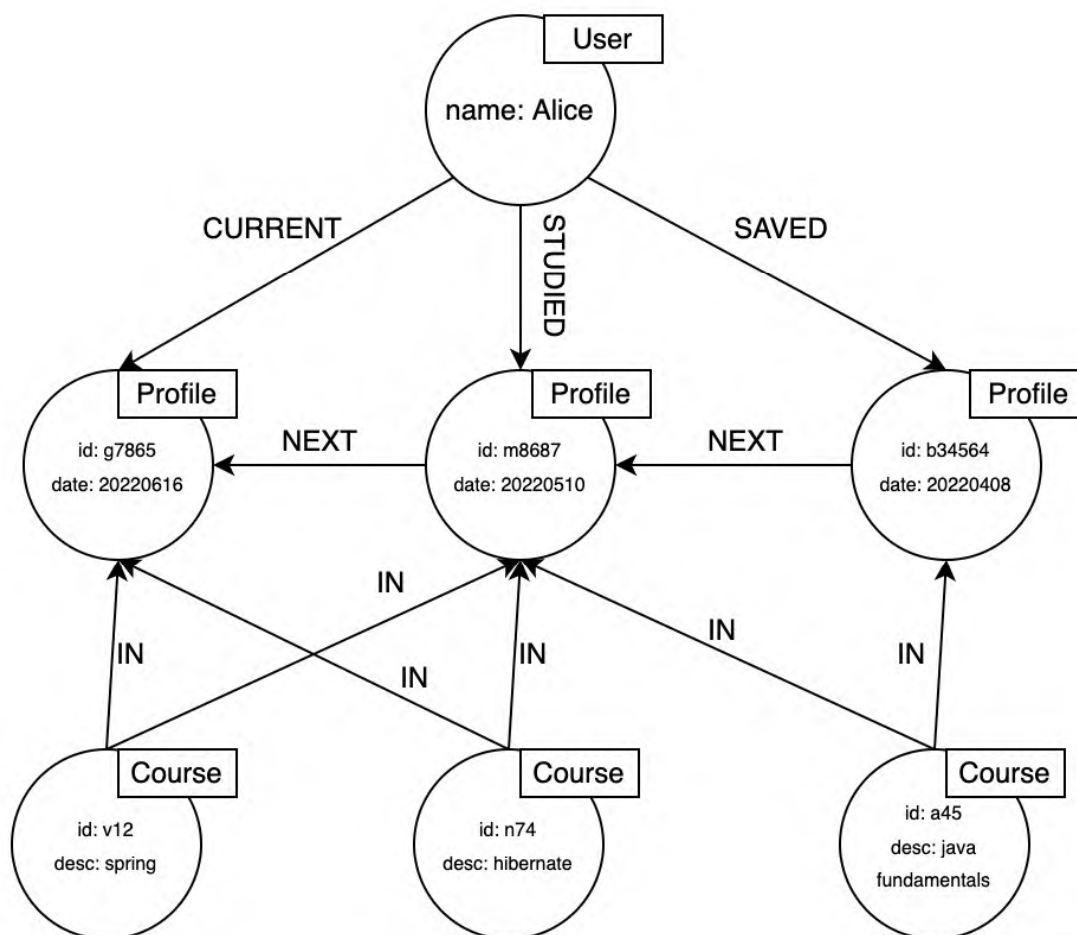 User
name: Alice
CURRENT
STUDIED
SAVED
Profile
id: g7865
date: 20220616
NEXT
Profile
id: m8687
date: 20220510
NEXT
Profile
id: b34564
date: 20220408
IN
IN
IN
IN
IN
IN
Course
id: v12
desc: spring
Course
id: n74
desc: hibernate
Course
id: a45
desc: java
fundamentals